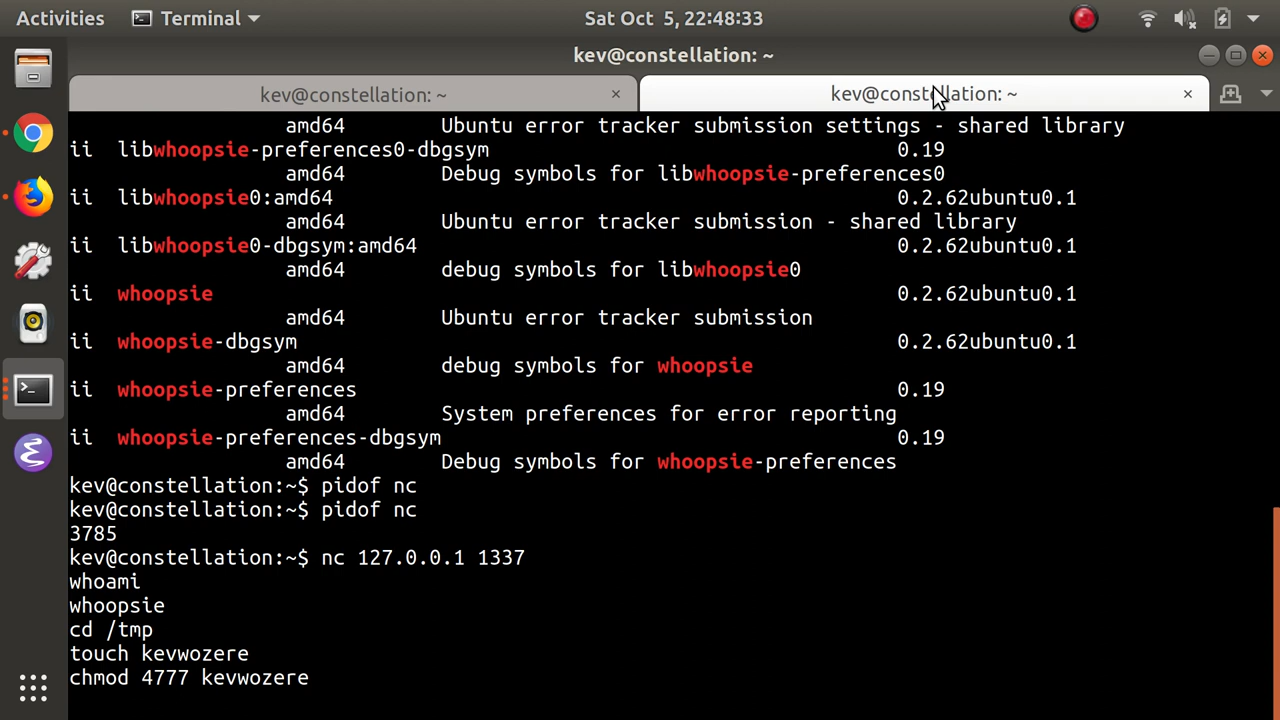 Activities Terminal Sat Oct 5, 22:48:33
kev@constellation: ~
kev@constellation: ~ × kev@constellation: ~ ×
amd64 Ubuntu error tracker submission settings - shared library
ii libwhoopsie-preferences0-dbgsym 0.19
amd64 Debug symbols for libwhoopsie-preferences0
ii libwhoopsie0:amd64 0.2.62ubuntu0.1
amd64 Ubuntu error tracker submission - shared library
ii libwhoopsie0-dbgsym:amd64 0.2.62ubuntu0.1
amd64 debug symbols for libwhoopsie0
ii whoopsie 0.2.62ubuntu0.1
amd64 Ubuntu error tracker submission
ii whoopsie-dbgsym 0.2.62ubuntu0.1
amd64 debug symbols for whoopsie
ii whoopsie-preferences 0.19
amd64 System preferences for error reporting
ii whoopsie-preferences-dbgsym 0.19
amd64 Debug symbols for whoopsie-preferences
kev@constellation:~$ pidof nc
kev@constellation:~$ pidof nc
3785
kev@constellation:~$ nc 127.0.0.1 1337
whoami
whoopsie
cd /tmp
touch kevwozere
chmod 4777 kevwozere